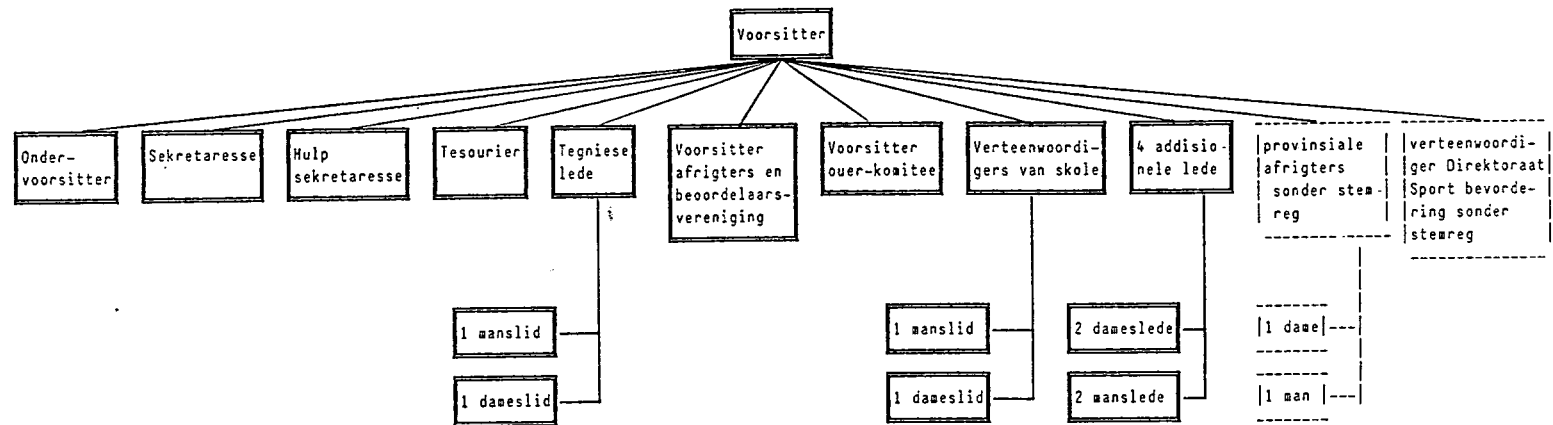 Voorsitter
Onder-
voorsitter
Sekretaresse
Hulp
sekretaresse
Tesourier
Tegniese
lede
Voorsitter
afrigters en
beoordelaars-
vereniging
Voorsitter
ouer-komitee
Verteenwoordi-
gers van skole
4 addisio-
nele lede
provinsiale
afrigters
sonder stem-
reg
verteenwoordi-
ger Direktoraat
Sport bevorde-
ring sonder
stemreg
1 manslid
1 dameslid
1 manslid
1 dameslid
2 dameslede
2 manslede
1 dame
1 man